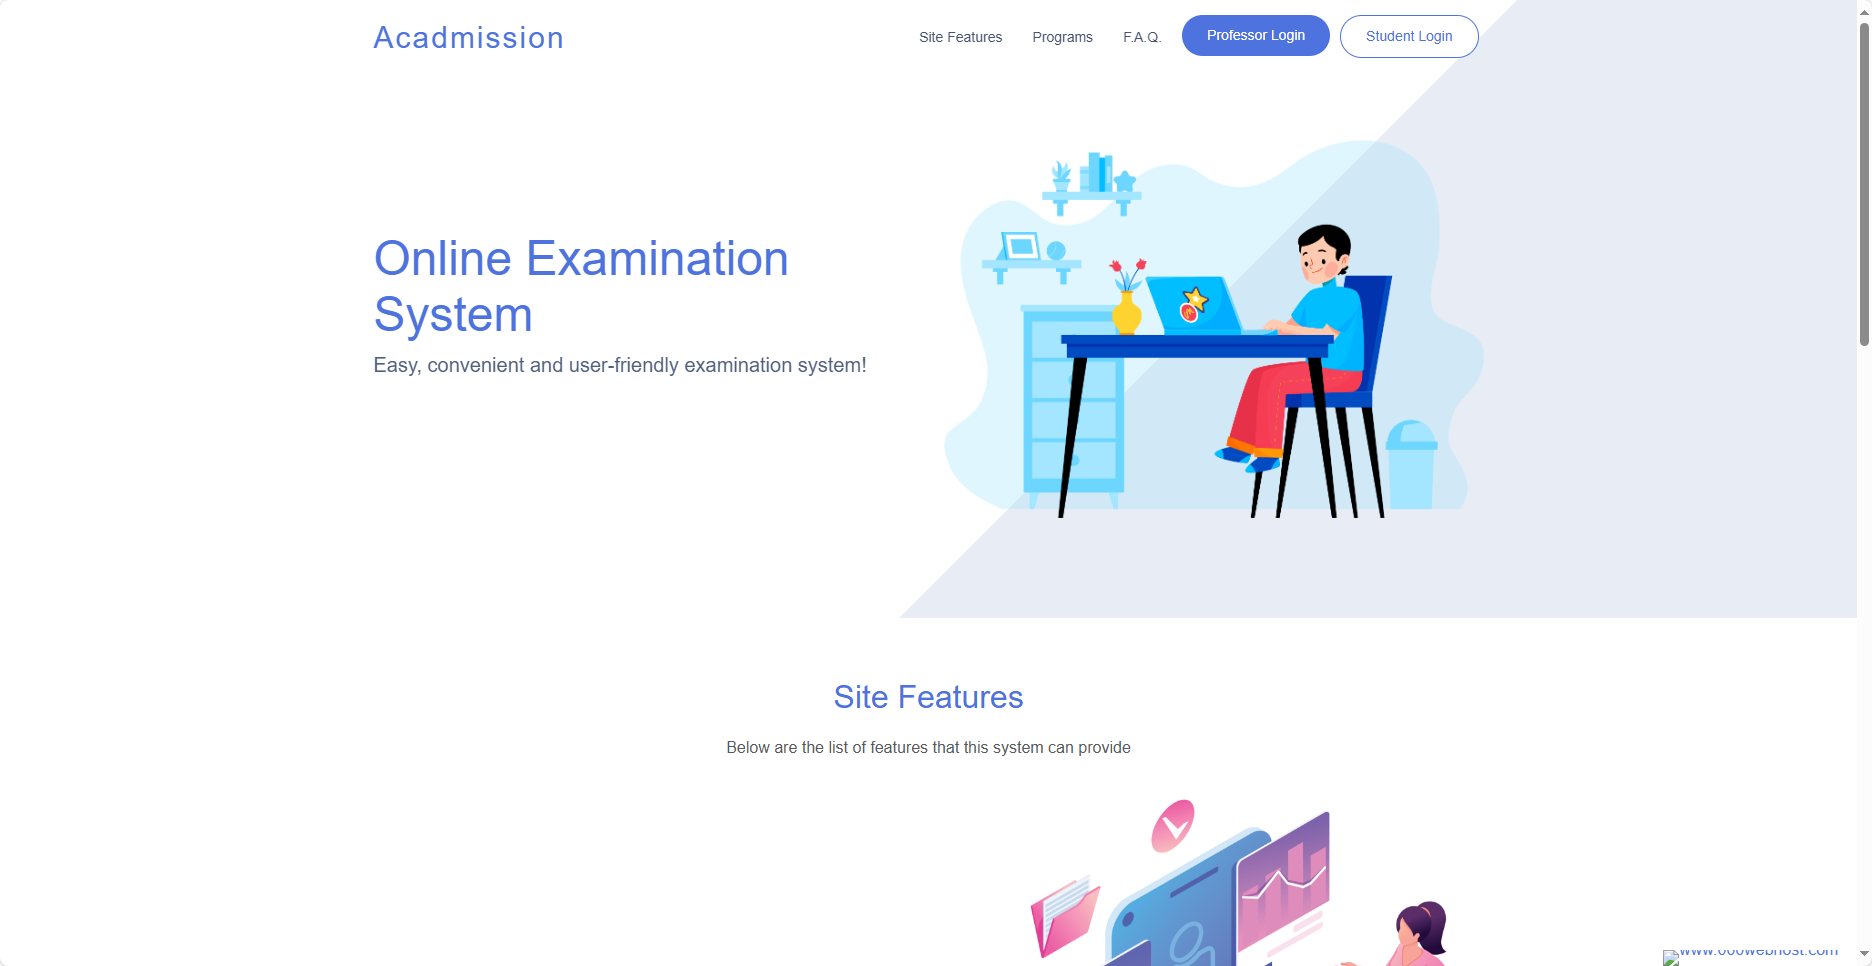 Acadmission
Site Features
Programs
F.A.Q.
Professor Login
Student Login
Online Examination
System
Easy, convenient and user-friendly examination system!
Site Features
Below are the list of features that this system can provide
www.000webhost.com